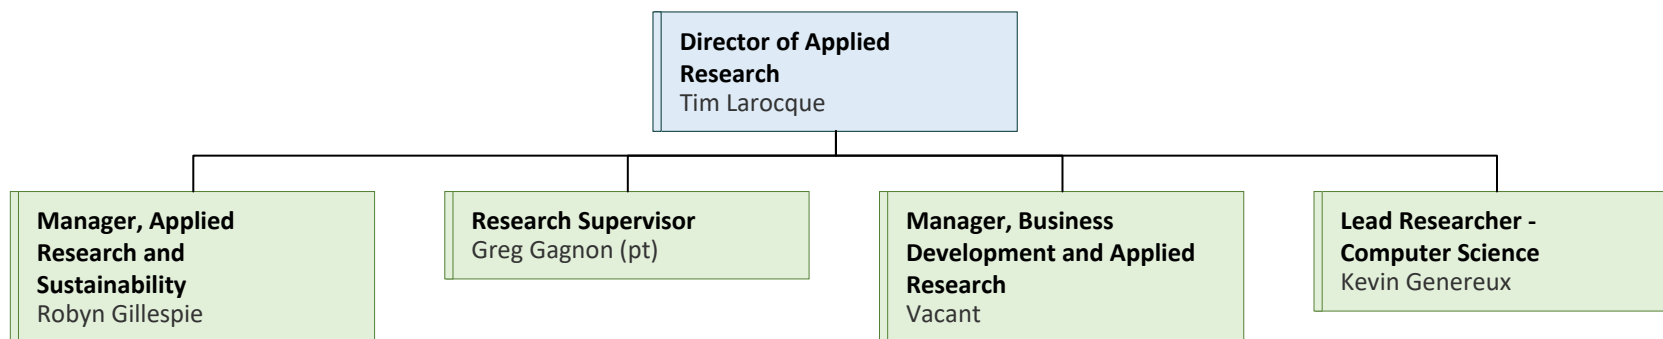 Director of Applied
Research
Tim Larocque
Manager, Applied
Research and
Sustainability
Robyn Gillespie
Research Supervisor
Greg Gagnon (pt)
Manager, Business
Development and Applied
Research
Vacant
Lead Researcher -
Computer Science
Kevin Genereux